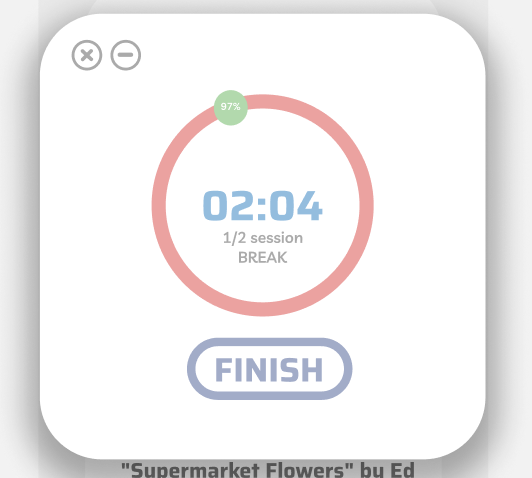 97%
02:04
1/2 session
BREAK
FINISH
"Supermarket Flowers" by Ed